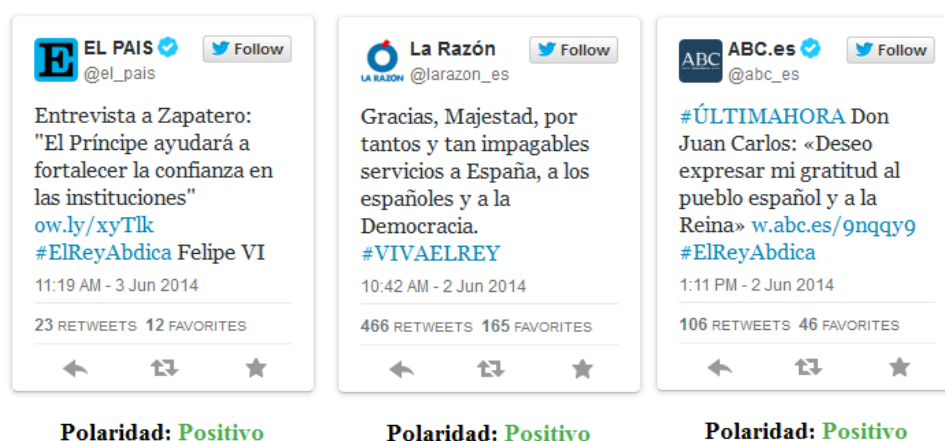 EL PAIS
@el_pais
Follow
Entrevista a Zapatero:
"El Príncipe ayudará a
fortalecer la confianza en
las instituciones"
ow.ly/xyTlk
#ElReyAbdica Felipe VI
11:19 AM - 3 Jun 2014
23 RETWEETS 12 FAVORITES
Polaridad: Positivo
LA RAZON
La Razón
@larazon_es
Follow
Gracias, Majestad, por
tantos y tan impagables
servicios a España, a los
españoles y a la
Democracia.
#VIVAELREY
10:42 AM - 2 Jun 2014
466 RETWEETS 165 FAVORITES
Polaridad: Positivo
ABC
ABC.es
@abc_es
Follow
#ÚLTIMAHORA Don
Juan Carlos: «Deseo
expresar mi gratitud al
pueblo español y a la
Reina» w.abc.es/9nqqy9
#ElReyAbdica
1:11 PM - 2 Jun 2014
106 RETWEETS 46 FAVORITES
Polaridad: Positivo